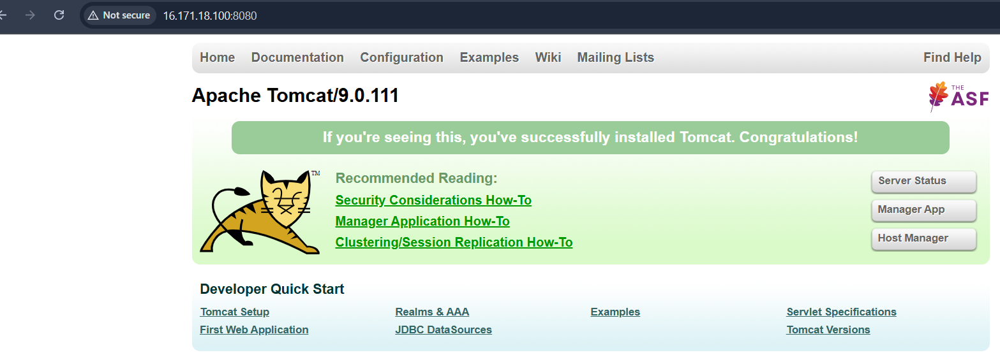 Not secure 16.171.18.100:8080
Home Documentation Configuration Examples Wiki Mailing Lists Find Help
Apache Tomcat/9.0.111
THE
ASF
If you're seeing this, you've successfully installed Tomcat. Congratulations!
TM
Recommended Reading:
Security Considerations How-To
Manager Application How-To
Clustering/Session Replication How-To
Server Status
Manager App
Host Manager
Developer Quick Start
Tomcat Setup Realms & AAA Examples Servlet Specifications
First Web Application JDBC DataSources Tomcat Versions